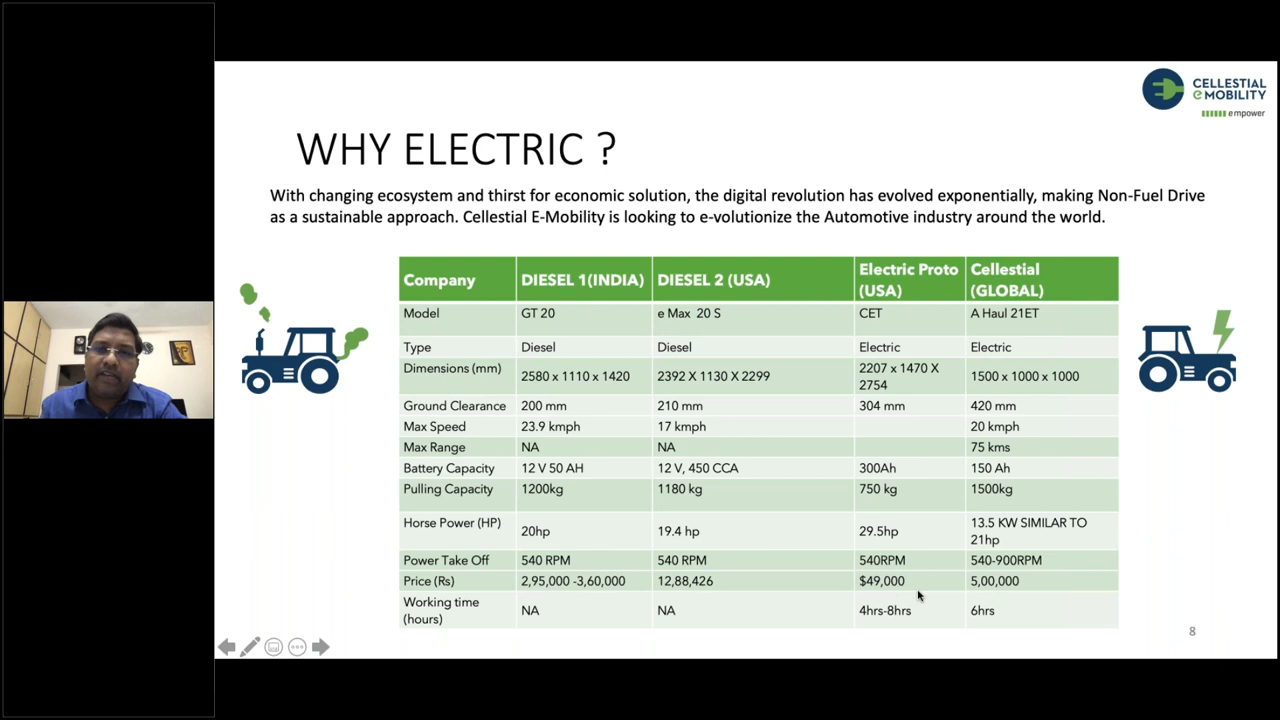 CELLESTIAL
eMOBILITY
empower
WHY ELECTRIC ?
With changing ecosystem and thirst for economic solution, the digital revolution has evolved exponentially, making Non-Fuel Drive
as a sustainable approach. Cellestial E-Mobility is looking to e-volutionize the Automotive industry around the world.
Company DIESEL 1(INDIA) DIESEL 2 (USA) Electric Proto (USA) Cellestial (GLOBAL)
Model GT 20 e Max 20 S CET A Haul 21ET
Type Diesel Diesel Electric Electric
Dimensions (mm) 2580 x 1110 x 1420 2392 X 1130 X 2299 2207 x 1470 X 2754 1500 x 1000 x 1000
Ground Clearance 200 mm 210 mm 304 mm 420 mm
Max Speed 23.9 kmph 17 kmph 20 kmph
Max Range NA NA 75 kms
Battery Capacity 12 V 50 AH 12 V, 450 CCA 300Ah 150 Ah
Pulling Capacity 1200kg 1180 kg 750 kg 1500kg
Horse Power (HP) 20hp 19.4 hp 29.5hp 13.5 KW SIMILAR TO 21hp
Power Take Off 540 RPM 540 RPM 540RPM 540-900RPM
Price (Rs) 2,95,000 -3,60,000 12,88,426 $49,000 5,00,000
Working time (hours) NA NA 4hrs-8hrs 6hrs
8